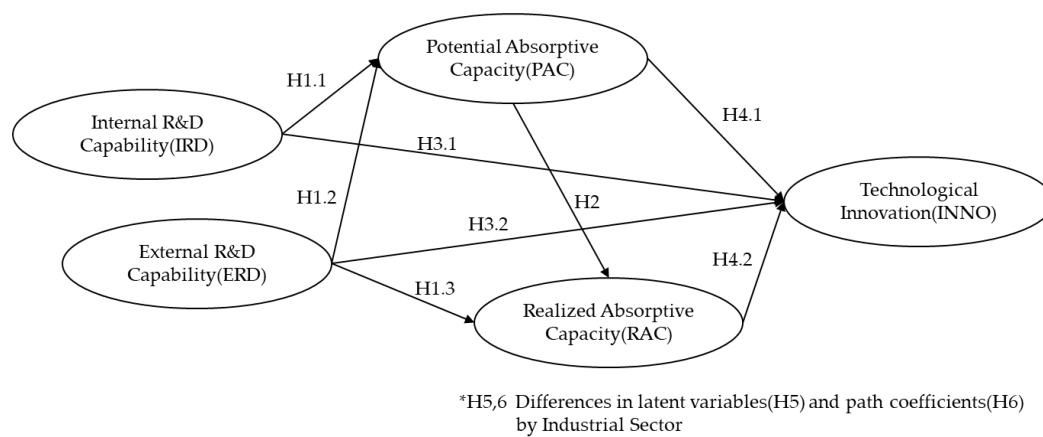 Potential Absorptive
Capacity(PAC)
H1.1
H4.1
Internal R&D
Capability(IRD)
H3.1
Technological
Innovation(INNO)
H1.2
H2
H3.2
External R&D
Capability(ERD)
H4.2
H1.3
Realized Absorptive
Capacity(RAC)
*H5,6 Differences in latent variables(H5) and path coefficients(H6)
by Industrial Sector